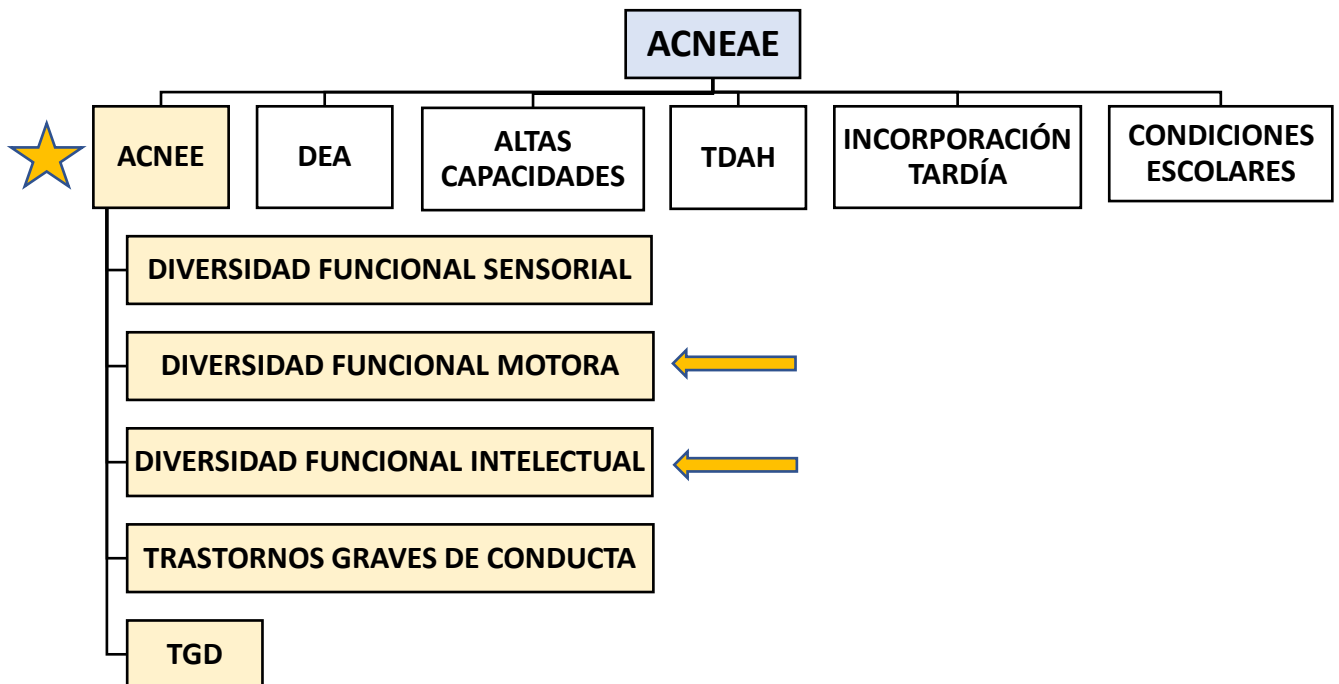 ACNEAE
ACNEE
DEA
ALTAS
CAPACIDADES
TDAH
INCORPORACIÓN
TARDÍA
CONDICIONES
ESCOLARES
DIVERSIDAD FUNCIONAL SENSORIAL
DIVERSIDAD FUNCIONAL MOTORA
DIVERSIDAD FUNCIONAL INTELECTUAL
TRASTORNOS GRAVES DE CONDUCTA
TGD